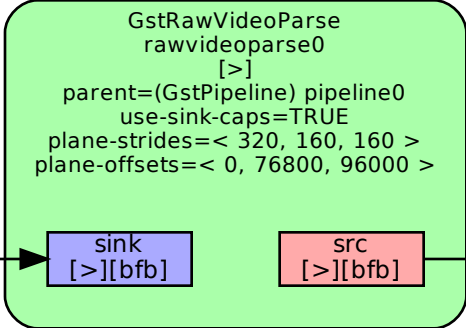 GstRawVideoParse
rawvideoparse0
[>]
parent=(GstPipeline) pipeline0
use-sink-caps=TRUE
plane-strides=< 320, 160, 160 >
plane-offsets=< 0, 76800, 96000 >
sink
[>][bfb]
src
[>][bfb]